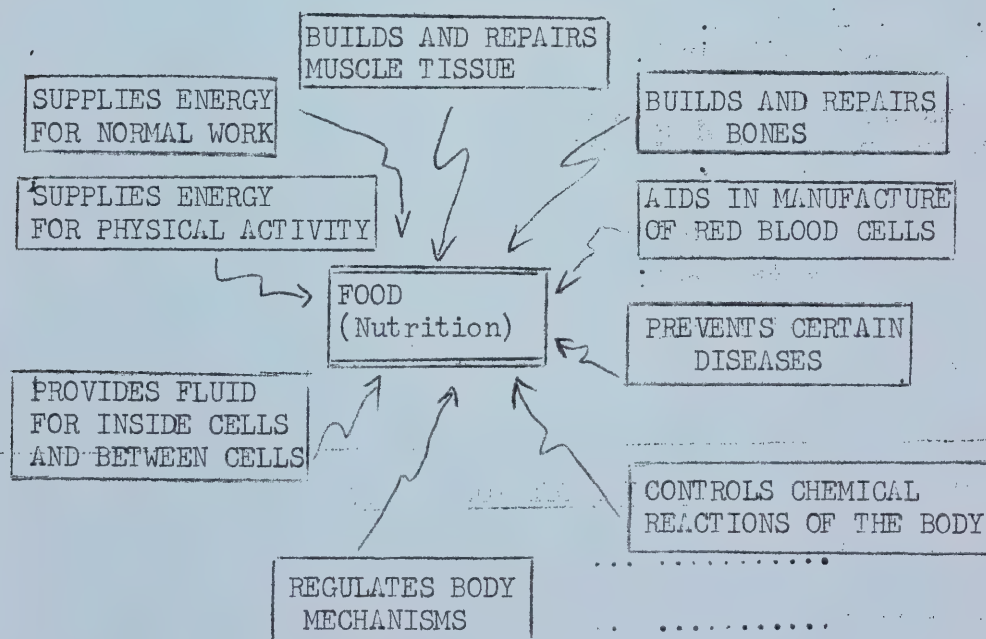 BUILDS AND REPAIRS
MUSCLE TISSUE
SUPPLIES ENERGY
FOR NORMAL WORK
BUILDS AND REPAIRS
BONES
SUPPLIES ENERGY
FOR PHYSICAL ACTIVITY
AIDS IN MANUFACTURE
OF RED BLOOD CELLS
FOOD
(Nutrition)
PREVENTS CERTAIN
DISEASES
PROVIDES FLUID
FOR INSIDE CELLS
AND BETWEEN CELLS
CONTROLS CHEMICAL
REACTIONS OF THE BODY
REGULATES BODY
MECHANISMS